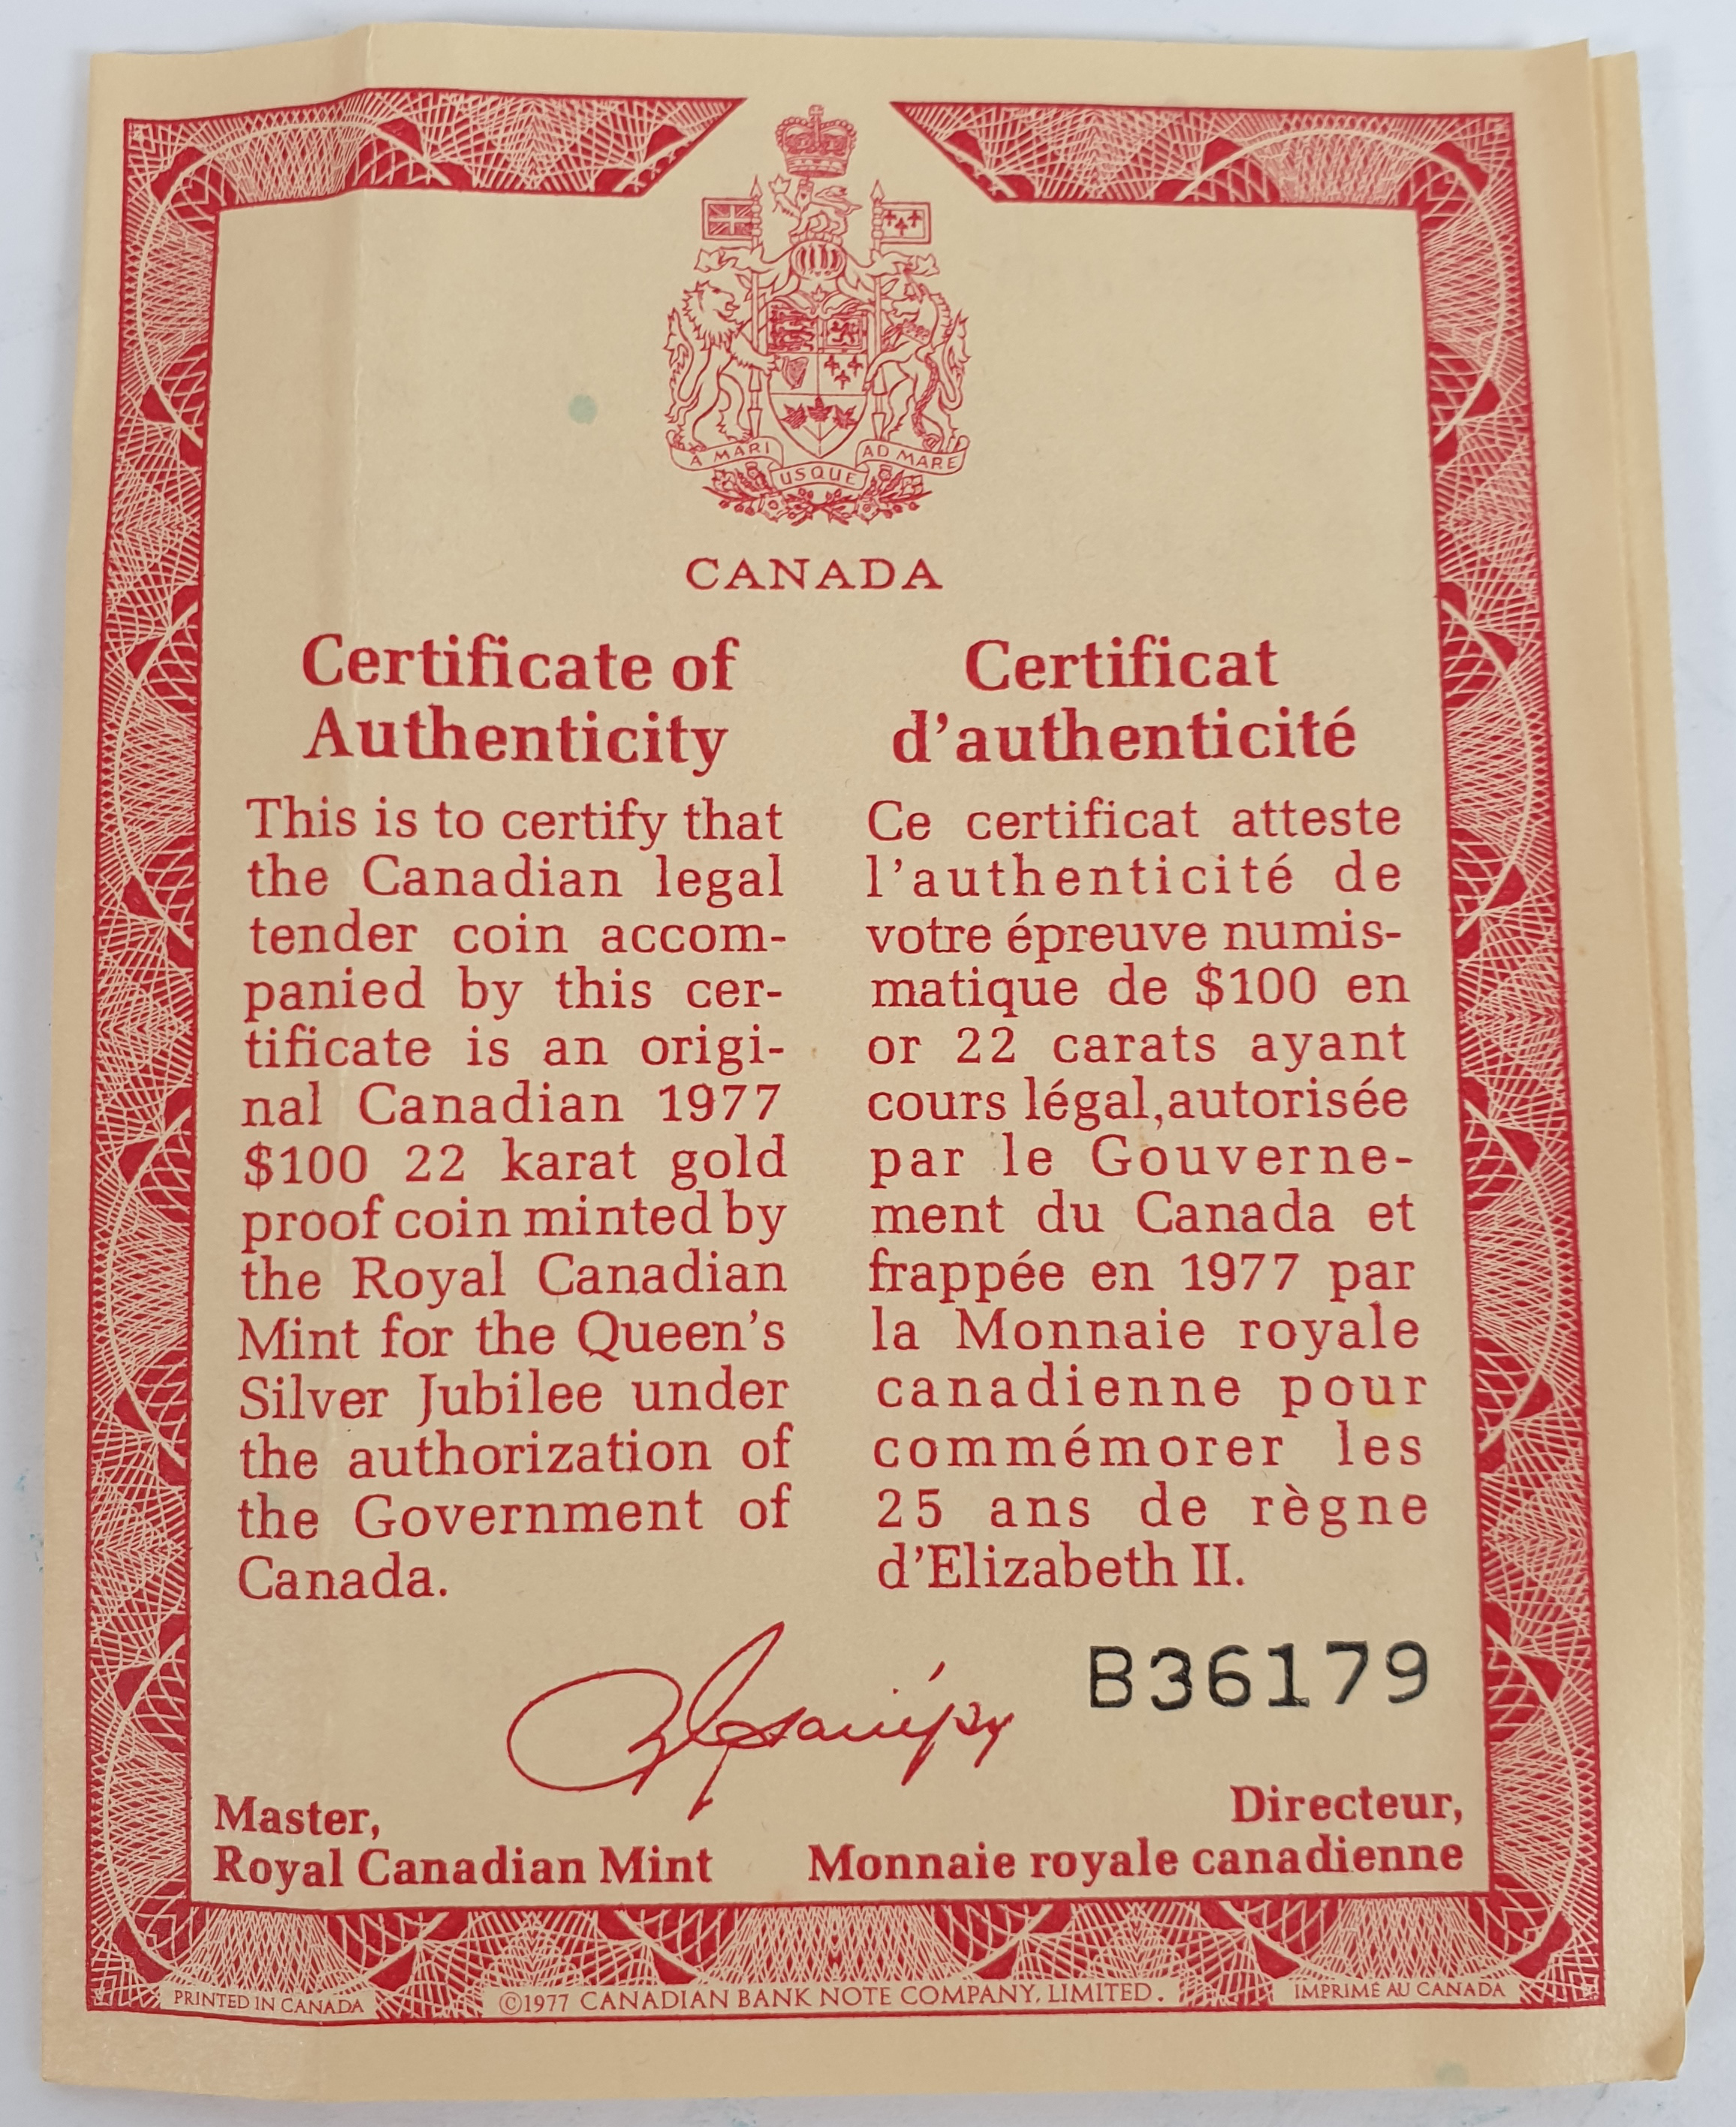 A MARI USQUE AD MARE
CANADA
Certificate of
Authenticity
This is to certify that
the Canadian legal
tender coin accom-
panied by this cer-
tificate is an origi-
nal Canadian 1977
$100 22 karat gold
proof coin minted by
the Royal Canadian
Mint for the Queen's
Silver Jubilee under
the authorization of
the Government of
Canada.
Certificat
d'authenticité
Ce certificat atteste
l'authenticité de
votre épreuve numis-
matique de $100 en
or 22 carats ayant
cours légal,autorisée
par le Gouverne-
ment du Canada et
frappée en 1977 par
la Monnaie royale
canadienne pour
commémorer les
25 ans de règne
d'Elizabeth II.
B36179
Master,
Royal Canadian Mint
Directeur,
Monnaie royale canadienne
PRINTED IN CANADA
©1977 CANADIAN BANK NOTE COMPANY, LIMITED.
IMPRIMÉ AU CANADA